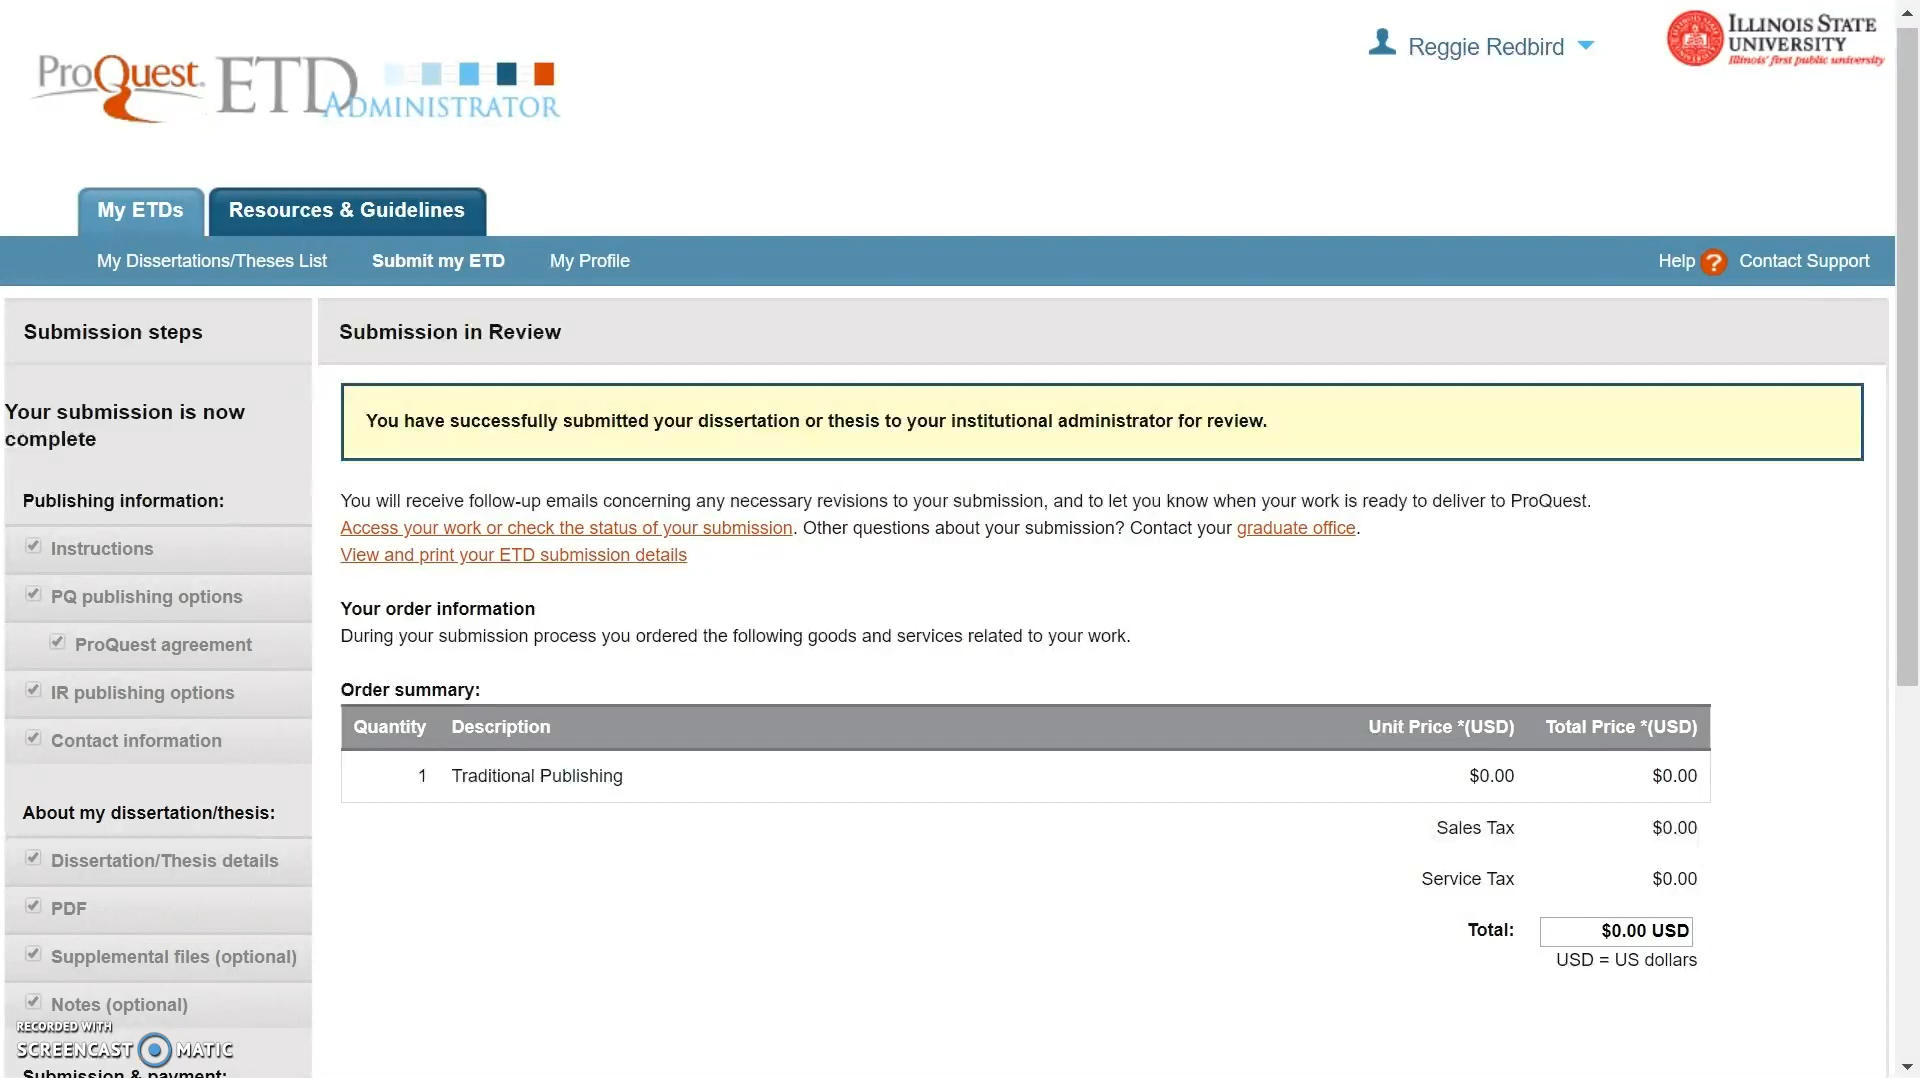 ProQuest ETD ADMINISTRATOR
Reggie Redbird
ILLINOIS STATE UNIVERSITY
Illinois' first public university
My ETDs
Resources & Guidelines
My Dissertations/Theses List
Submit my ETD
My Profile
Help ?
Contact Support
Submission steps
Your submission is now
complete
Publishing information:
Instructions
PQ publishing options
ProQuest agreement
IR publishing options
Contact information
About my dissertation/thesis:
Dissertation/Thesis details
PDF
Supplemental files (optional)
Notes (optional)
RECORDED WITH
SCREENCAST MATIC
Submission & payment:
Submission in Review
You have successfully submitted your dissertation or thesis to your institutional administrator for review.
You will receive follow-up emails concerning any necessary revisions to your submission, and to let you know when your work is ready to deliver to ProQuest.
Access your work or check the status of your submission. Other questions about your submission? Contact your graduate office.
View and print your ETD submission details
Your order information
During your submission process you ordered the following goods and services related to your work.
Order summary:
Quantity Description Unit Price *(USD) Total Price *(USD)
1 Traditional Publishing $0.00 $0.00
Sales Tax $0.00
Service Tax $0.00
Total: $0.00 USD
USD = US dollars